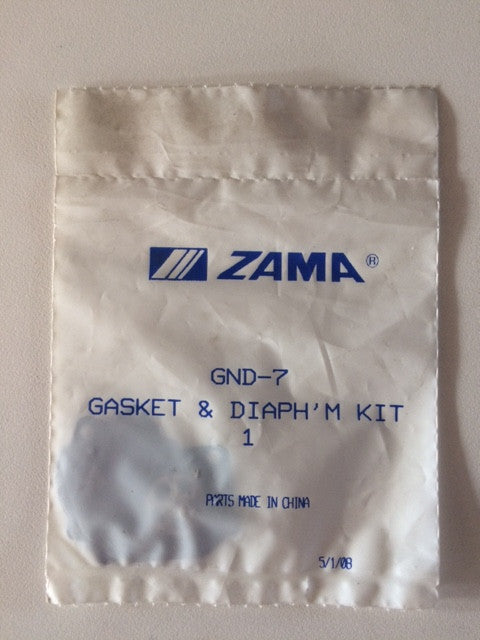 ZAMA®
GND-7
GASKET & DIAPH'M KIT
1
PARTS MADE IN CHINA
5/1/08